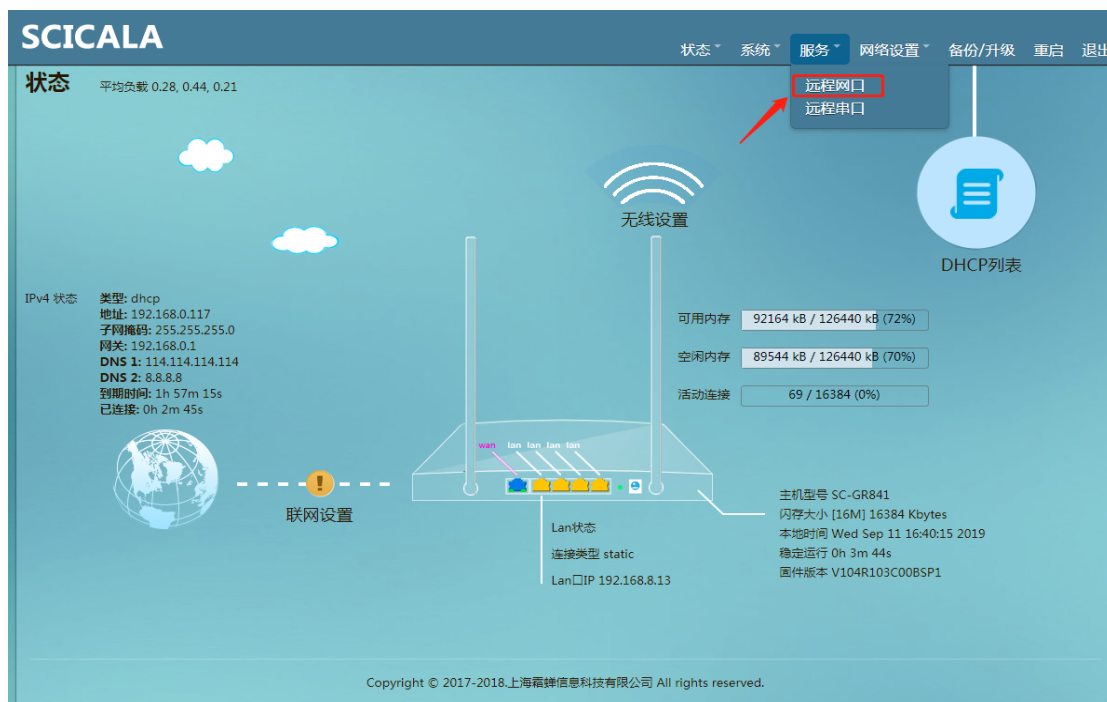 SCICALA
状态 系统 服务 网络设置 备份/升级 重启 退出
远程网口
远程串口
状态 平均负载 0.28, 0.44, 0.21
无线设置
DHCP列表
IPv4 状态
类型: dhcp
地址: 192.168.0.117
子网掩码: 255.255.255.0
网关: 192.168.0.1
DNS 1: 114.114.114.114
DNS 2: 8.8.8.8
到期时间: 1h 57m 15s
已连接: 0h 2m 45s
可用内存 92164 kB / 126440 kB (72%)
空闲内存 89544 kB / 126440 kB (70%)
活动连接 69 / 16384 (0%)
wan lan lan lan lan
联网设置
Lan状态
连接类型 static
Lan口IP 192.168.8.13
主机型号 SC-GR841
闪存大小 [16M] 16384 Kbytes
本地时间 Wed Sep 11 16:40:15 2019
稳定运行 0h 3m 44s
固件版本 V104R103C00BSP1
Copyright © 2017-2018.上海霜蝉信息科技有限公司 All rights reserved.